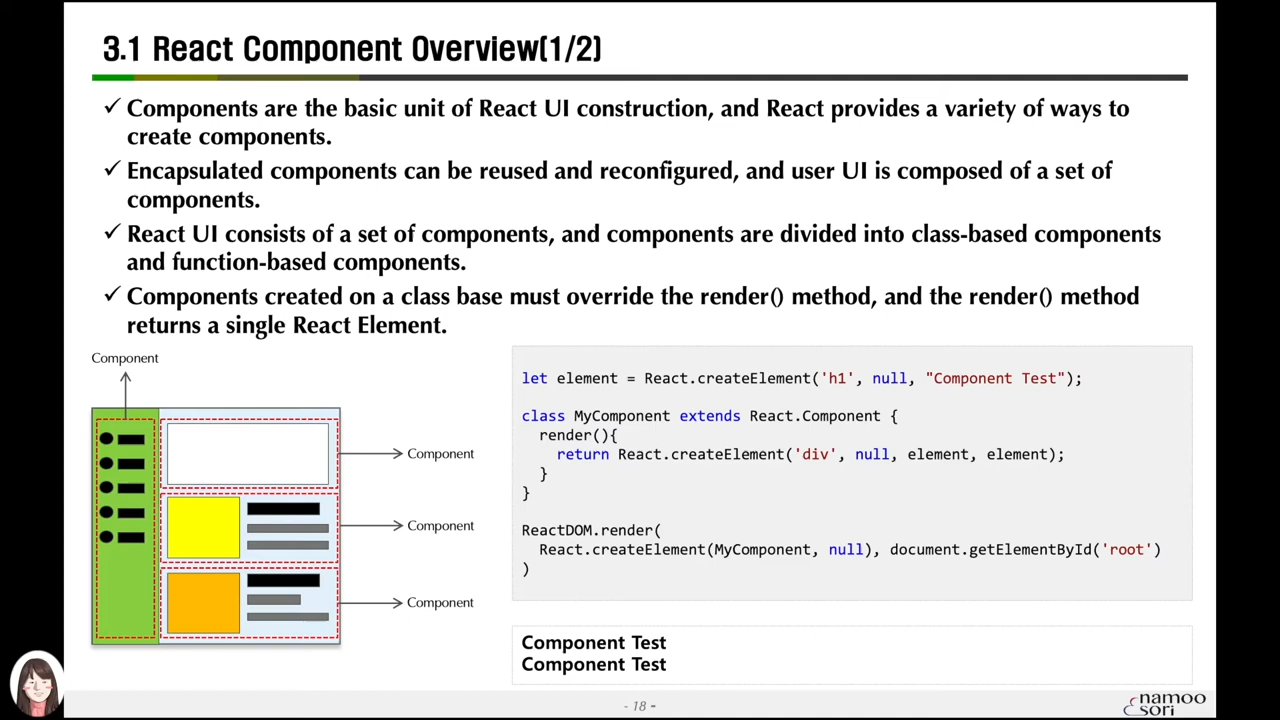 3.1 React Component Overview(1/2)
✓ Components are the basic unit of React UI construction, and React provides a variety of ways to
create components.
✓ Encapsulated components can be reused and reconfigured, and user UI is composed of a set of
components.
✓ React UI consists of a set of components, and components are divided into class-based components
and function-based components.
✓ Components created on a class base must override the render() method, and the render() method
returns a single React Element.
Component
Component
Component
Component
let element = React.createElement('h1', null, "Component Test");
class MyComponent extends React.Component {
render(){
return React.createElement('div', null, element, element);
}
}
ReactDOM.render(
React.createElement(MyComponent, null), document.getElementById('root')
)
Component Test
Component Test
- 18 -
namoo
sori